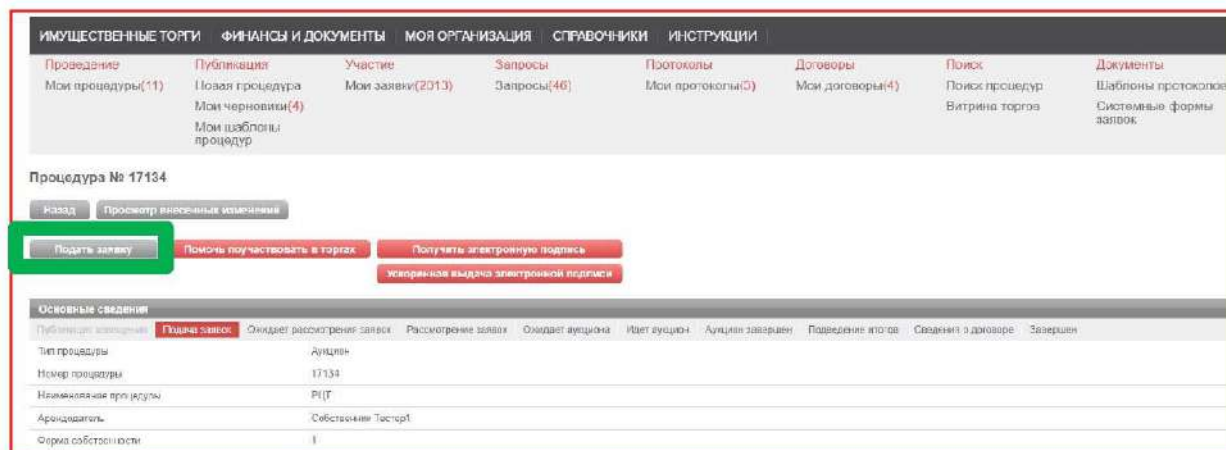 ИМУЩЕСТВЕННЫЕ ТОРГИ ФИНАНСЫ И ДОКУМЕНТЫ МОЯ ОРГАНИЗАЦИЯ СПРАВОЧНИКИ ИНСТРУКЦИИ
Проведение Публикация Участие Запросы Протоколы Договоры Поиск Документы
Мои процедуры(11) Новая процедура Мои заявки(2013) Запросы(46) Мои протоколы(3) Мои договоры(4) Поиск процедур Шаблоны протоколов
Мои черновики(4) Витрина торгов Системные формы
Мои шаблоны заявок
процедур
Процедура № 17134
Назад Просмотр внесенных изменений
Подать заявку Помочь поучаствовать в торгах Получить электронную подпись
Ускоренная выдача электронной подписи
Основные сведения
Публикация извещения Подача заявок Ожидает рассмотрения заявок Рассмотрение заявок Ожидает аукциона Идет аукцион Аукцион завершен Подведение итогов Сведения о договоре Завершен
Тип процедуры Аукцион
Номер процедуры 17134
Наименование процедуры РЦТ
Арендодатель Собственник Тестер1
Форма собственности 1